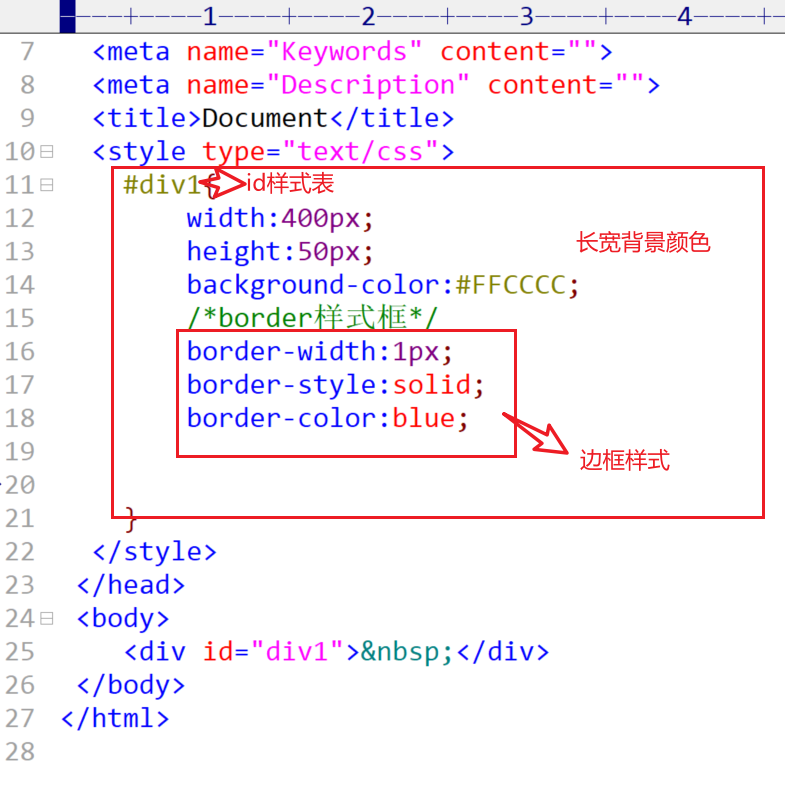 1 2 3 4
7 <meta name="Keywords" content="">
8 <meta name="Description" content="">
9 <title>Document</title>
10 <style type="text/css">
11 #div1{ id样式表
12 width:400px;
13 height:50px; 长宽背景颜色
14 background-color:#FFCCCC;
15 /*border样式框*/
16 border-width:1px;
17 border-style:solid;
18 border-color:blue;
19 边框样式
20
21 }
22 </style>
23 </head>
24 <body>
25 <div id="div1">&nbsp;</div>
26 </body>
27 </html>
28